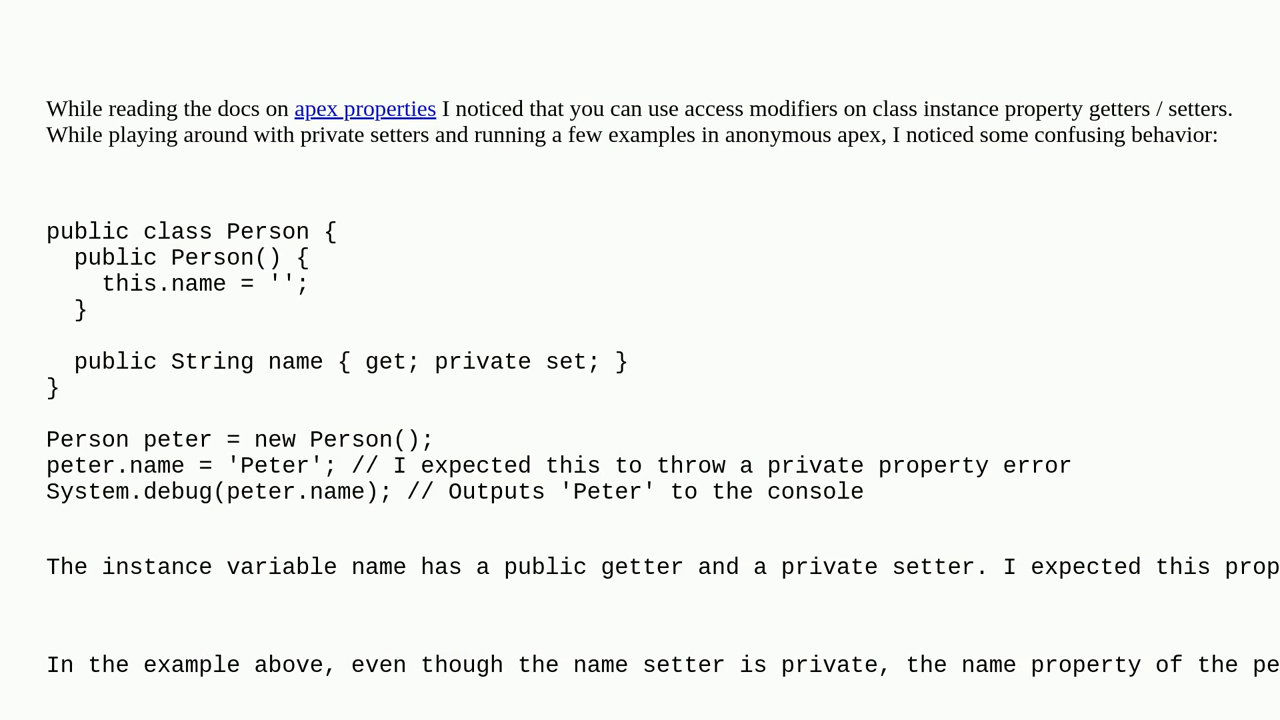 While reading the docs on apex properties I noticed that you can use access modifiers on class instance property getters / setters.
While playing around with private setters and running a few examples in anonymous apex, I noticed some confusing behavior:
public class Person {
  public Person() {
    this.name = '';
  }
  public String name { get; private set; }
}
Person peter = new Person();
peter.name = 'Peter'; // I expected this to throw a private property error
System.debug(peter.name); // Outputs 'Peter' to the console
The instance variable name has a public getter and a private setter. I expected this prop
In the example above, even though the name setter is private, the name property of the pe